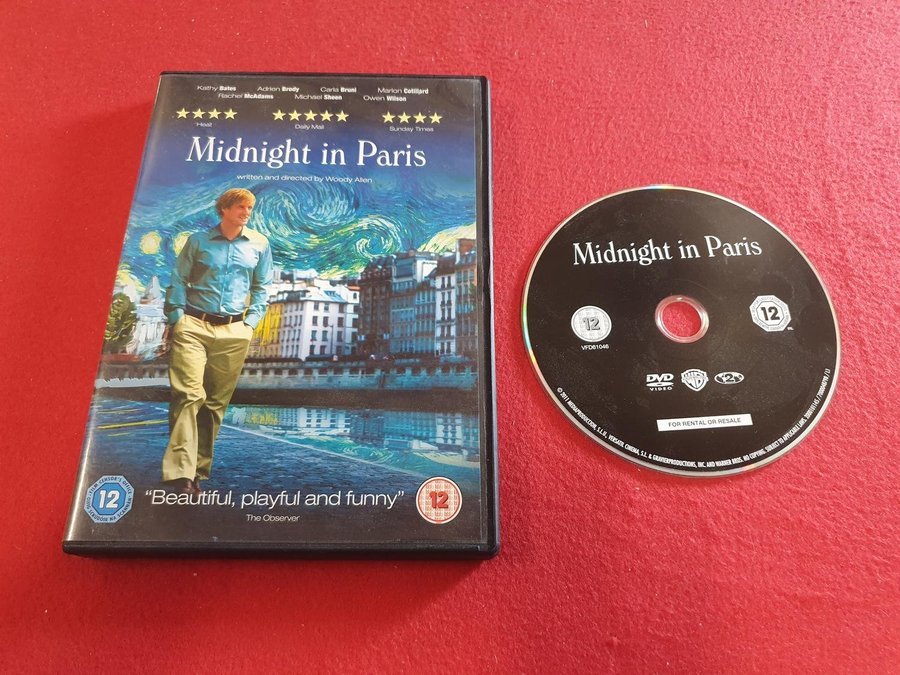 Kathy Bates Adrien Brody Carla Bruni Marion Cotillard
Rachel McAdams Michael Sheen Owen Wilson
Heat
Daily Mail
Sunday Times
Midnight in Paris
written and directed by Woody Allen
12
"Beautiful, playful and funny"
The Observer
12
Midnight in Paris
12
VFD61046
12
DVD
VIDEO
WB
R2
FOR RENTAL OR RESALE